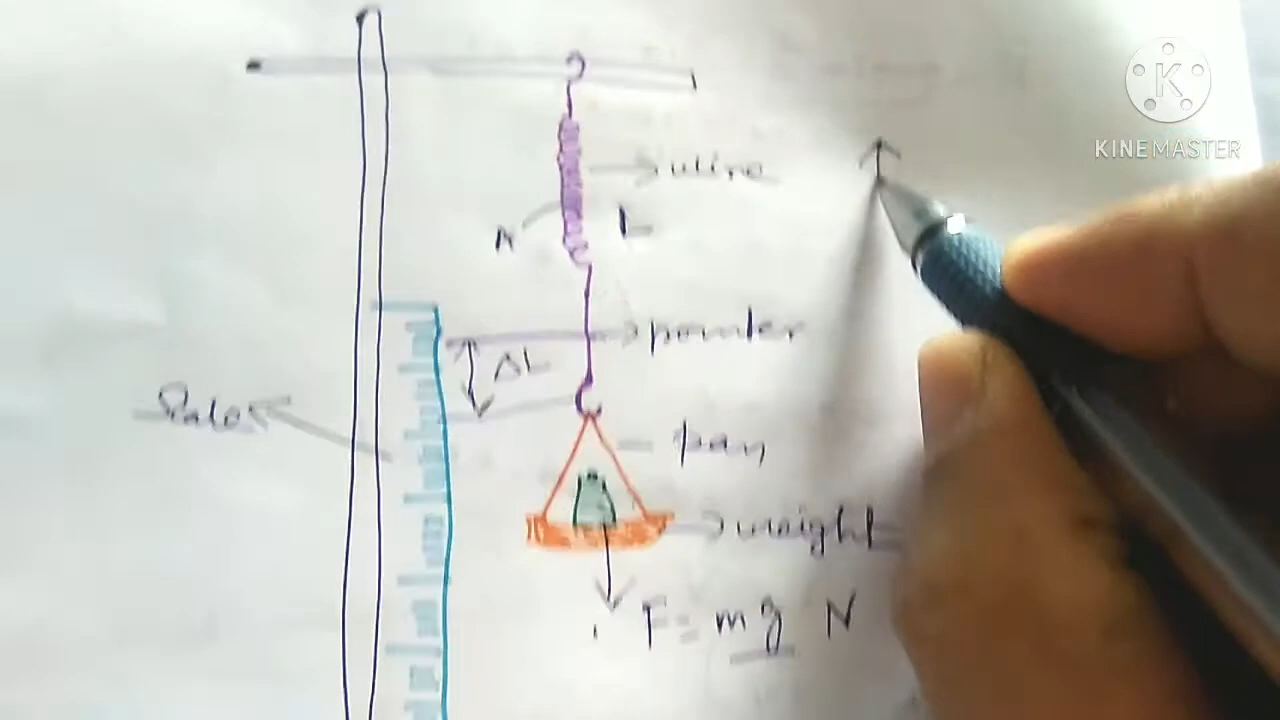 K
KINEMASTER
wire
A
L
pointer
ΔL
Scale
pan
weight
F = mg N